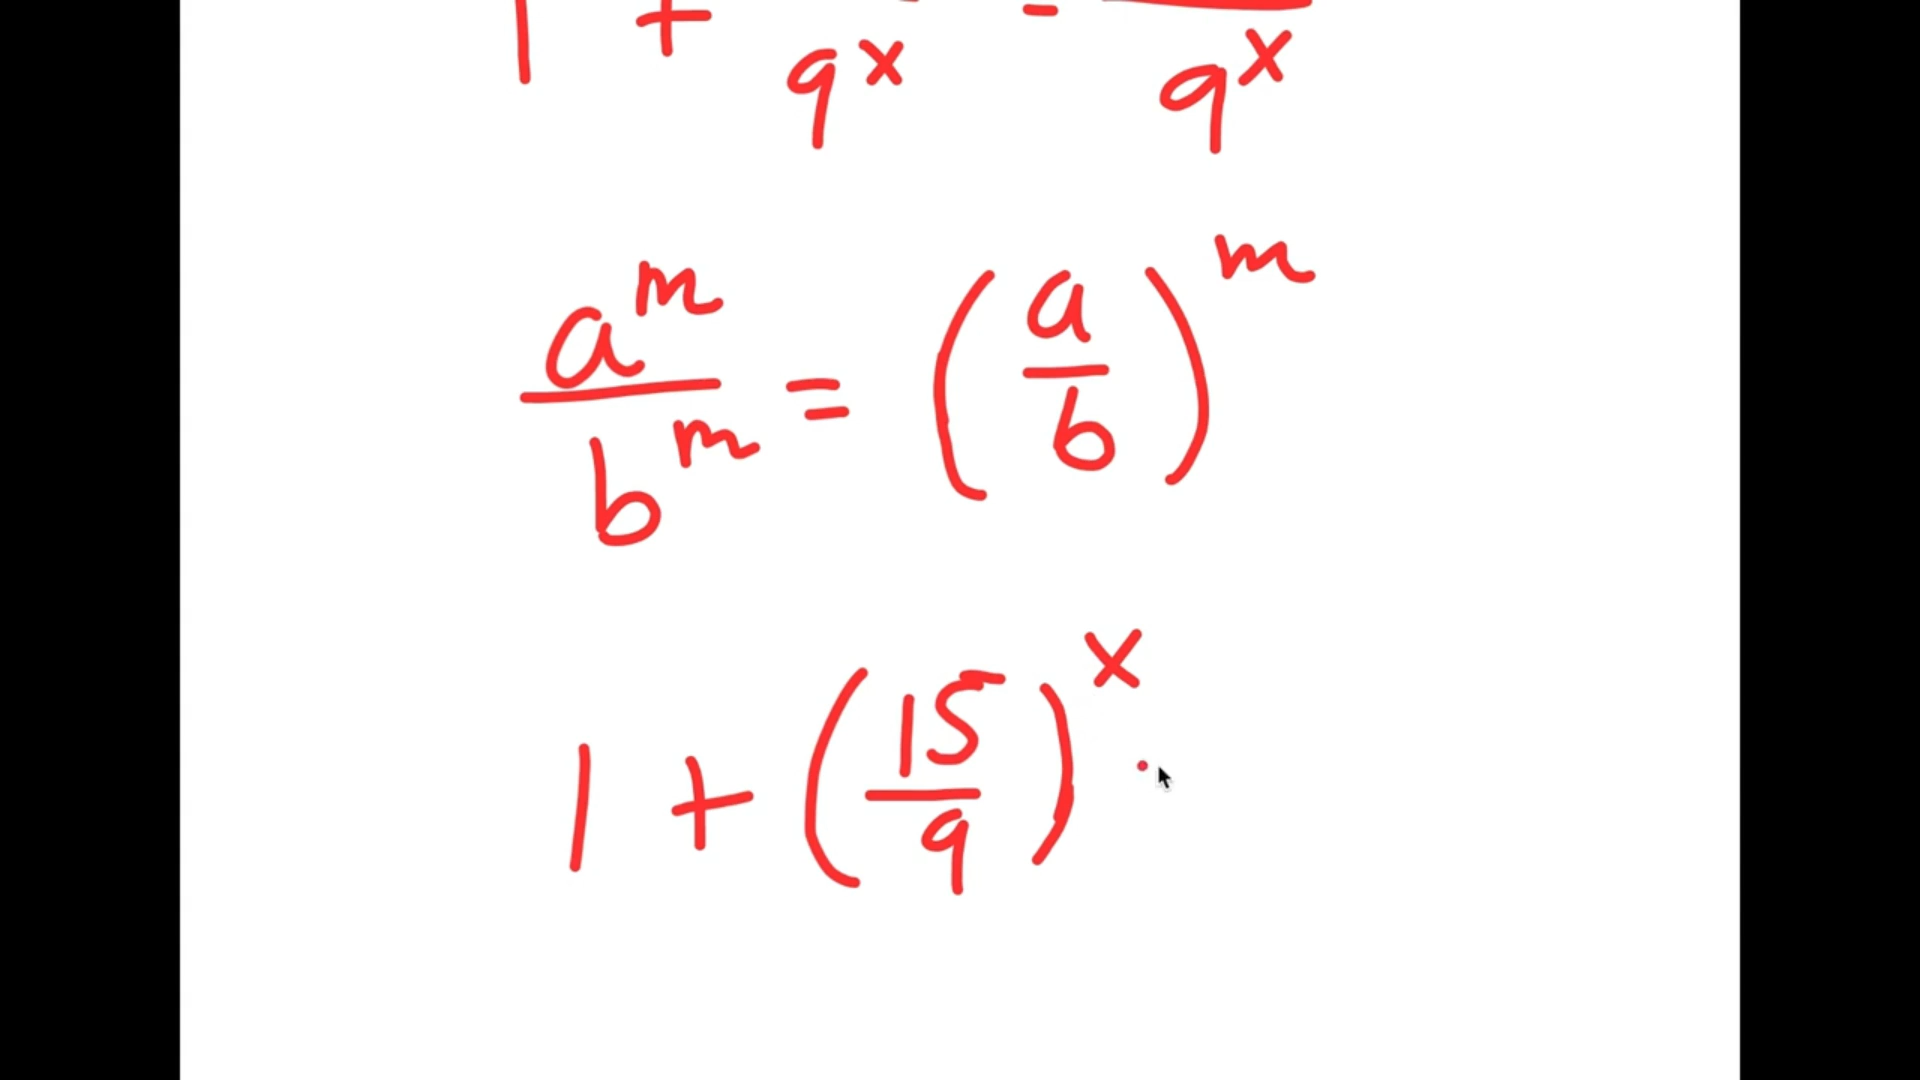 1 + /9^x = /9^x
a^m/b^m = (a/b)^m
1 + (15/9)^x